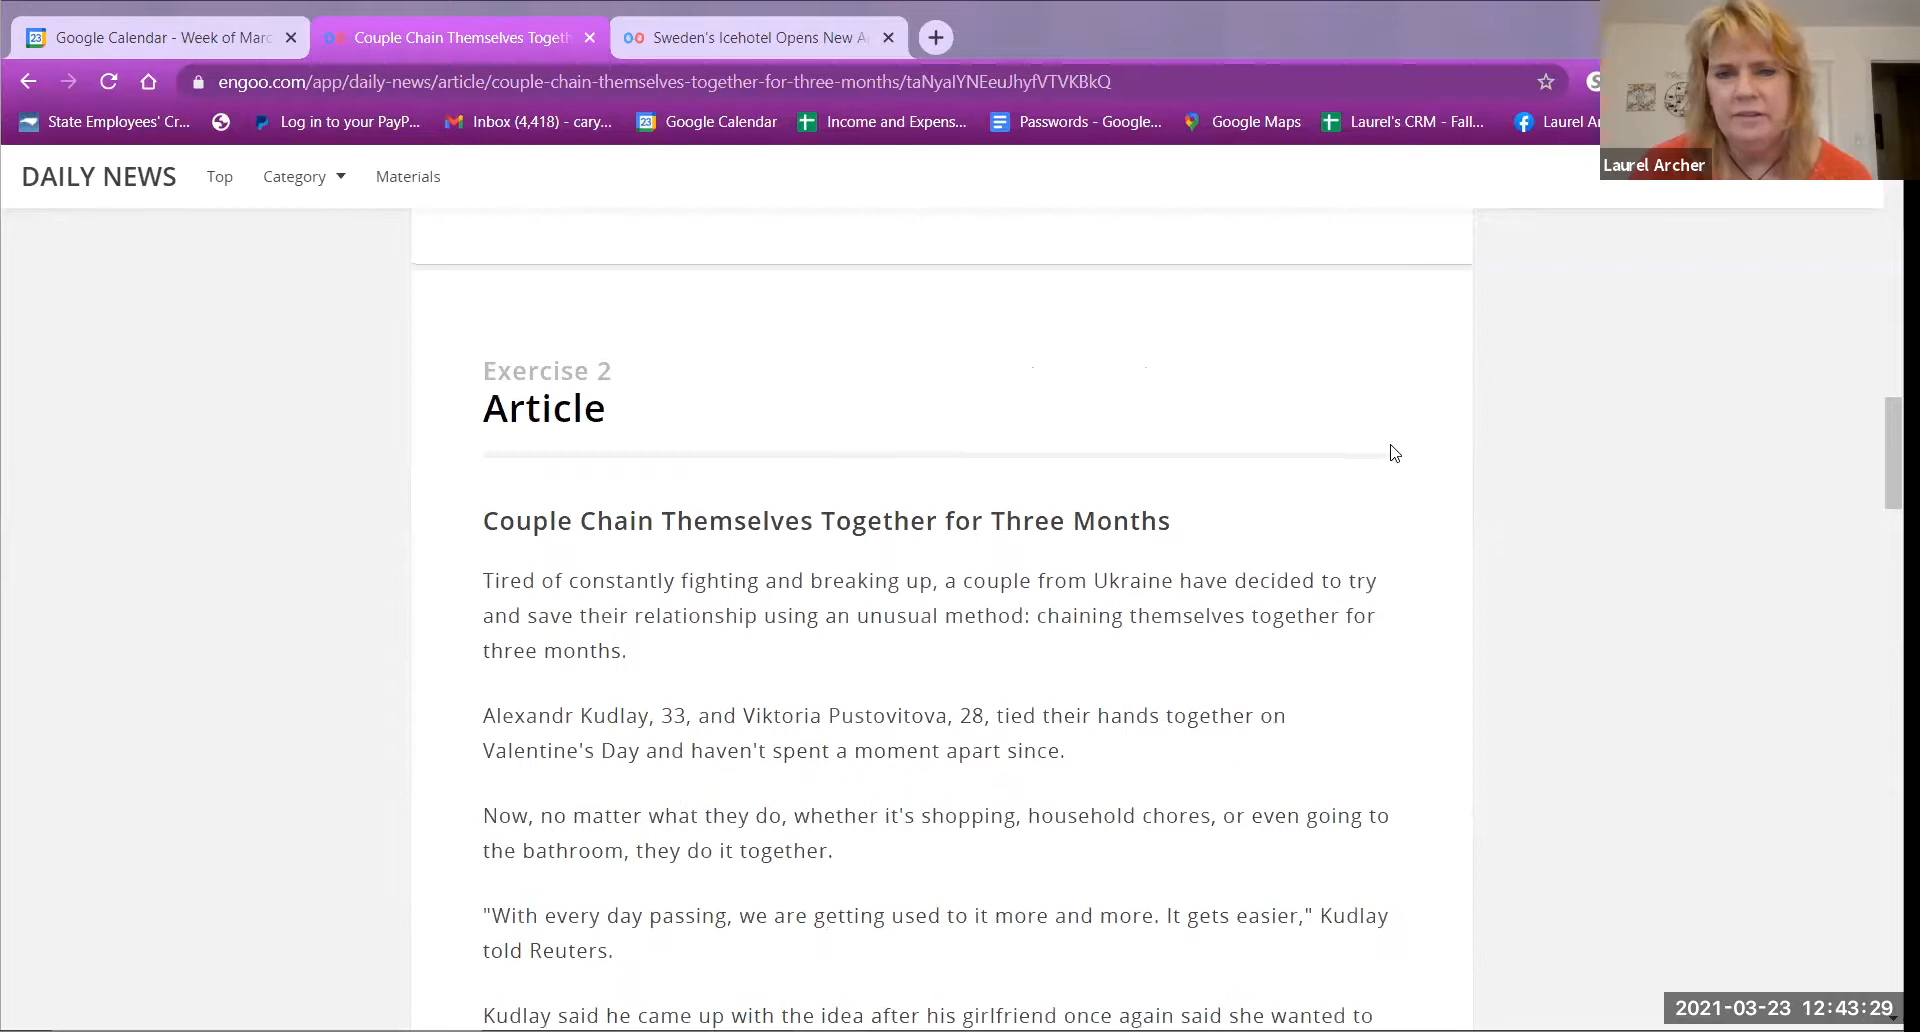 Google Calendar - Week of Marc
Couple Chain Themselves Togeth
Sweden's Icehotel Opens New A
engoo.com/app/daily-news/article/couple-chain-themselves-together-for-three-months/taNyaIYNEeuJhyfVTVKBkQ
State Employees' Cr...
Log in to your PayP...
Inbox (4,418) - cary...
Google Calendar
Income and Expens...
Passwords - Google...
Google Maps
Laurel's CRM - Fall...
Laurel Ar
Laurel Archer
DAILY NEWS
Top
Category
Materials
Exercise 2
Article
Couple Chain Themselves Together for Three Months
Tired of constantly fighting and breaking up, a couple from Ukraine have decided to try
and save their relationship using an unusual method: chaining themselves together for
three months.
Alexandr Kudlay, 33, and Viktoria Pustovitova, 28, tied their hands together on
Valentine's Day and haven't spent a moment apart since.
Now, no matter what they do, whether it's shopping, household chores, or even going to
the bathroom, they do it together.
"With every day passing, we are getting used to it more and more. It gets easier," Kudlay
told Reuters.
Kudlay said he came up with the idea after his girlfriend once again said she wanted to
2021-03-23 12:43:29